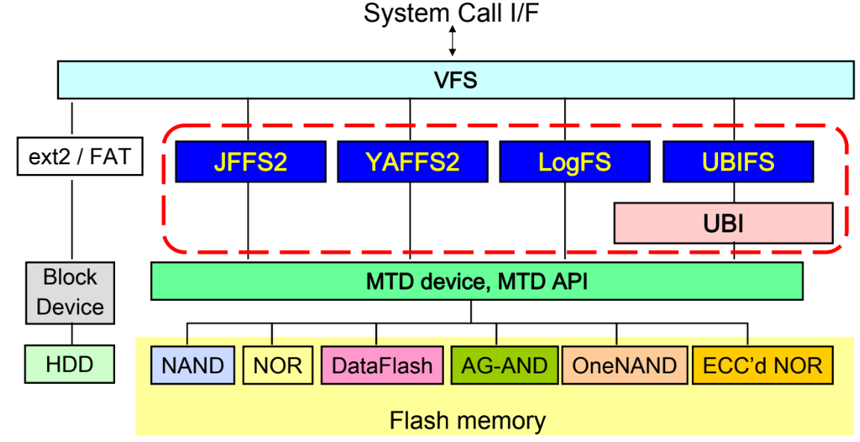 System Call I/F
VFS
ext2 / FAT
JFFS2
YAFFS2
LogFS
UBIFS
UBI
Block
Device
MTD device, MTD API
HDD
NAND
NOR
DataFlash
AG-AND
OneNAND
ECC'd NOR
Flash memory